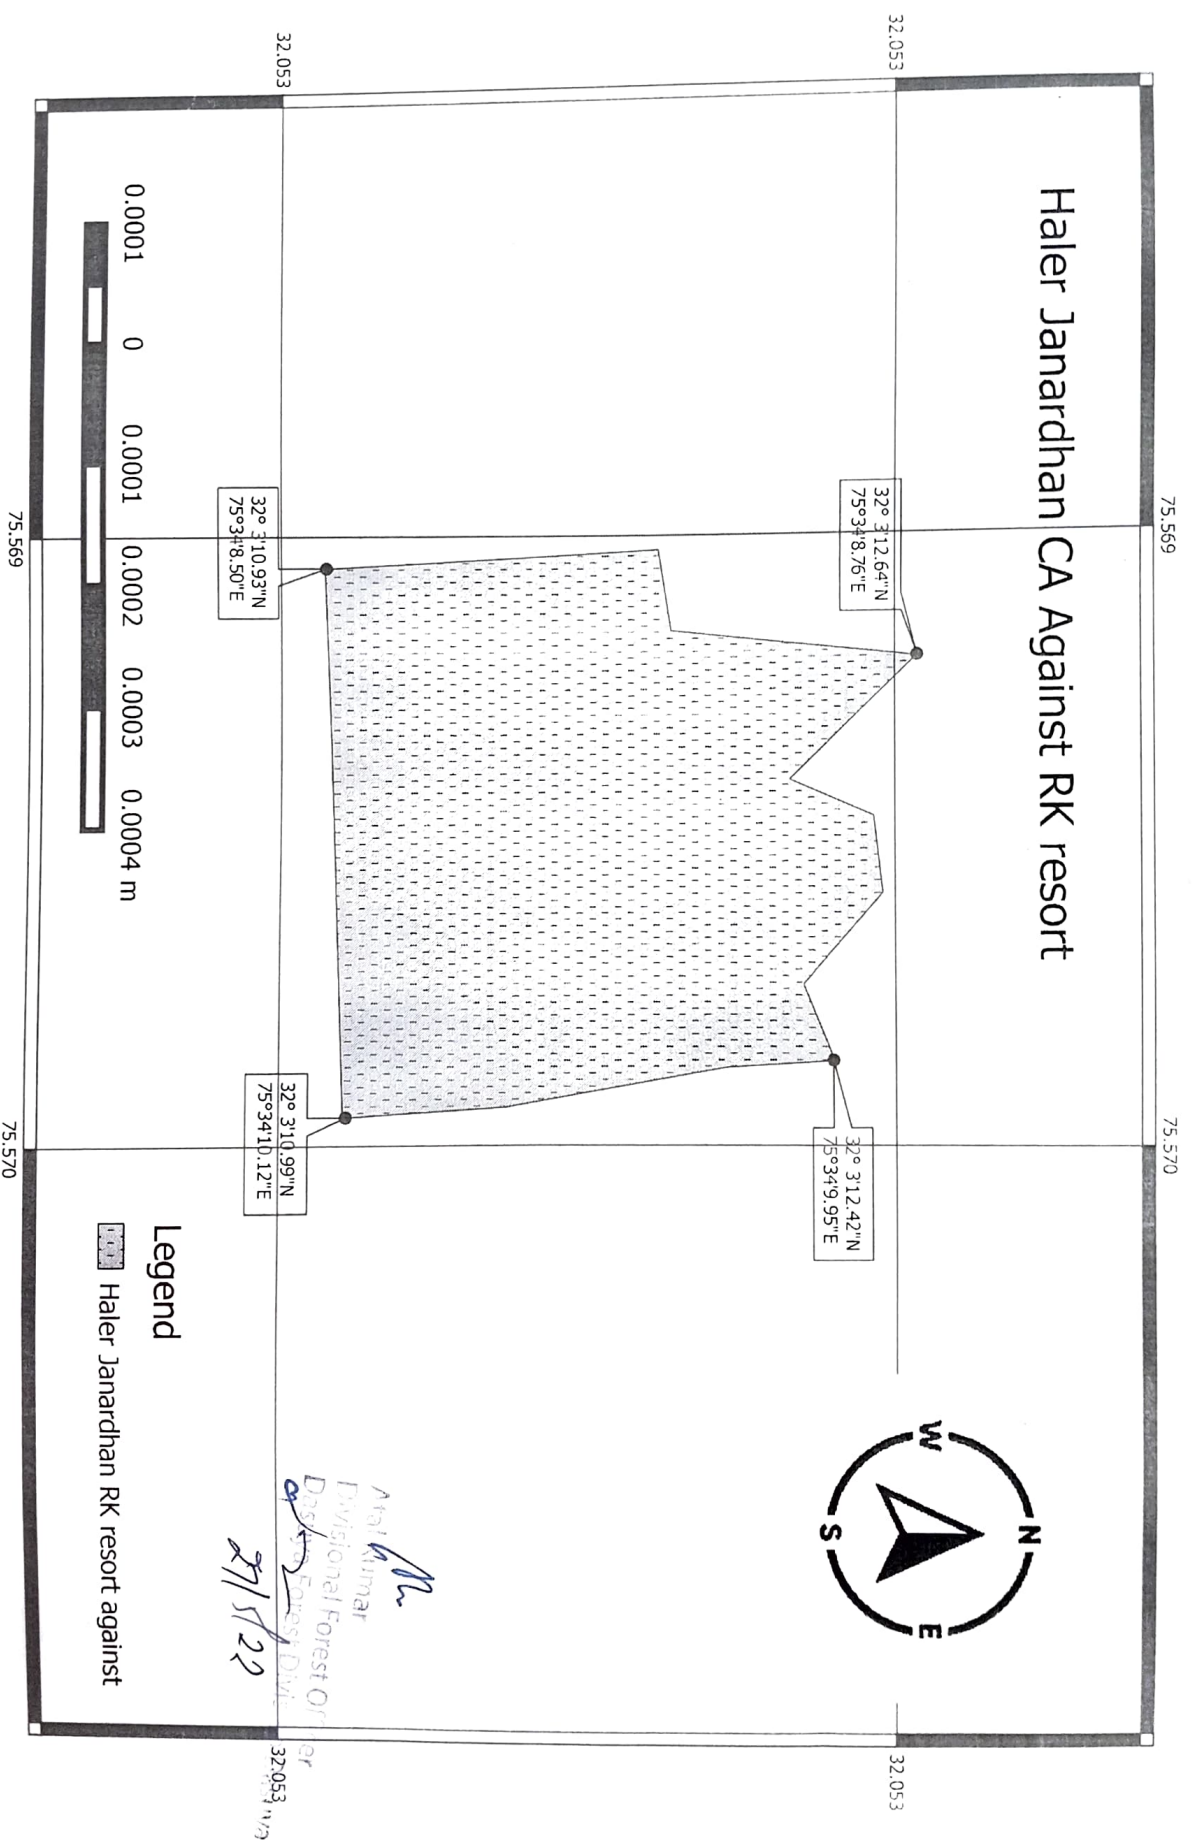 Haler Janardhan CA Against RK resort
75.569
75.570
32.053
32.053
32.053
32.053
75.569
75.570
N
W
E
S
32° 3'12.64"N
75°34'8.76"E
32° 3'12.42"N
75°34'9.95"E
32° 3'10.93"N
75°34'8.50"E
32° 3'10.99"N
75°34'10.12"E
0.0001 0 0.0001 0.00002 0.0003 0.0004 m
Legend
Haler Janardhan RK resort against
Kumar
Divisional Forest
Forest
27/5/22